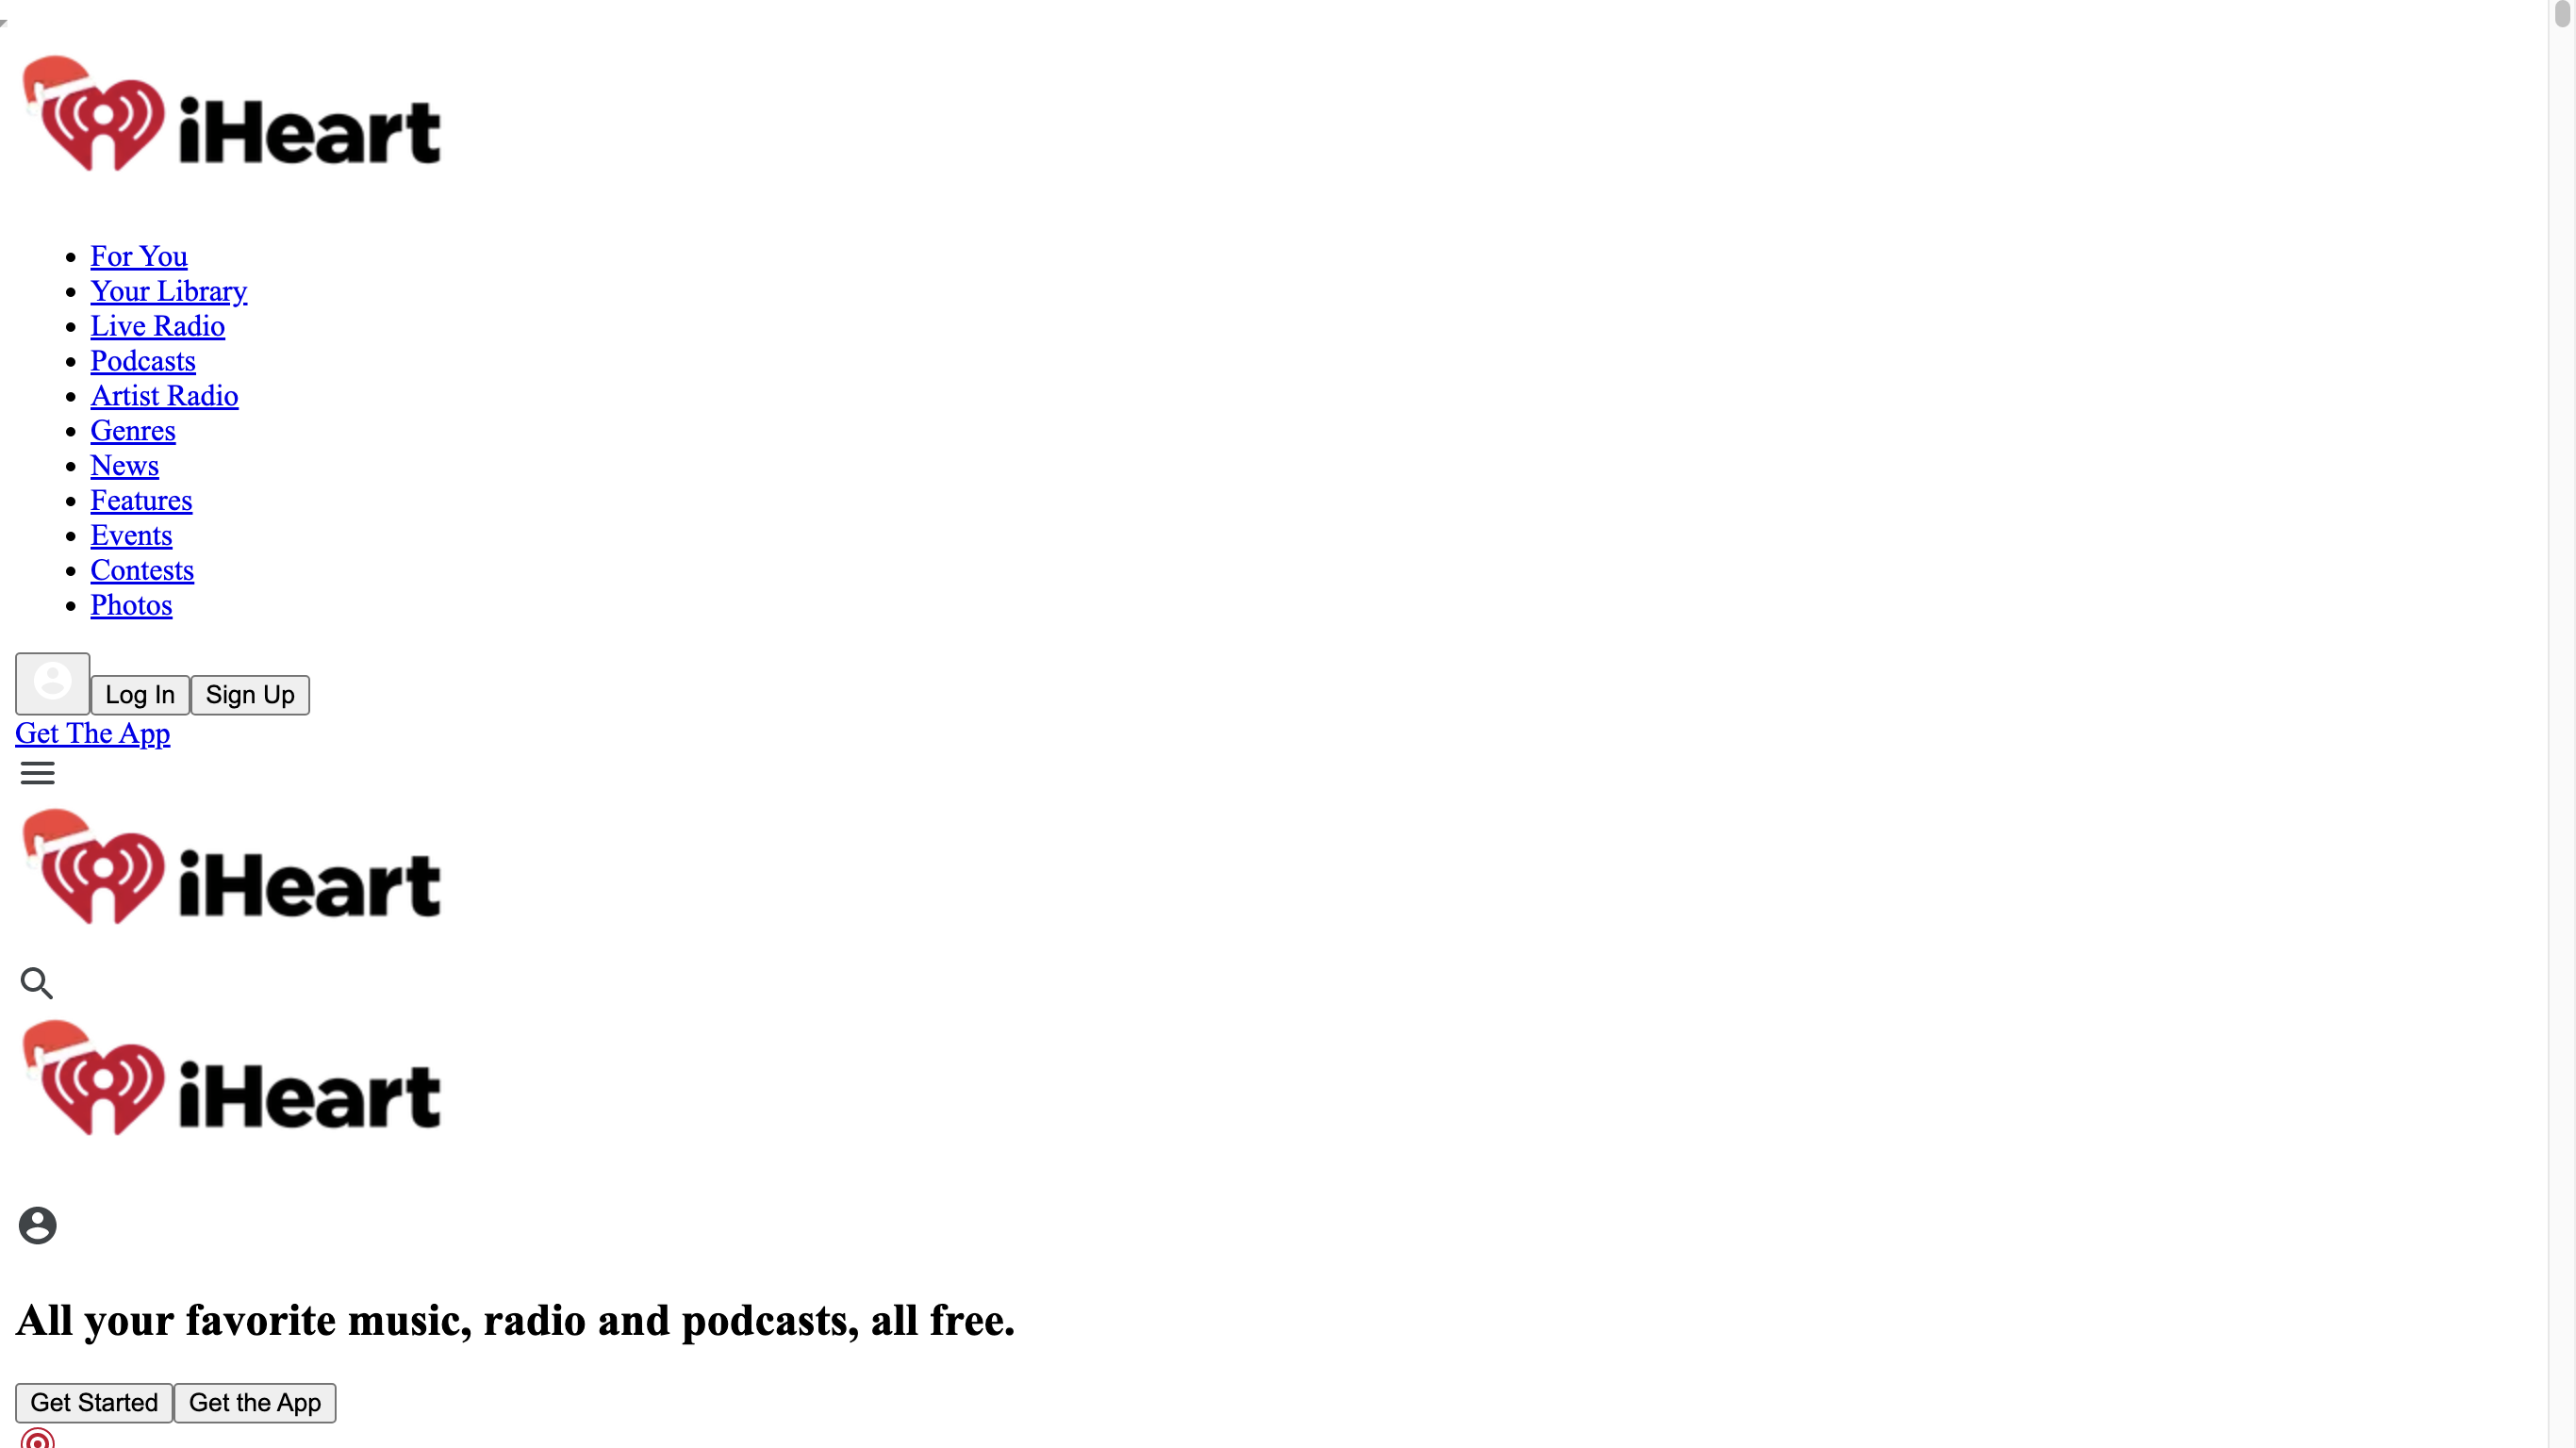 iHeart
For You
Your Library
Live Radio
Podcasts
Artist Radio
Genres
News
Features
Events
Contests
Photos
Log In Sign Up
Get The App
iHeart
iHeart
All your favorite music, radio and podcasts, all free.
Get Started Get the App